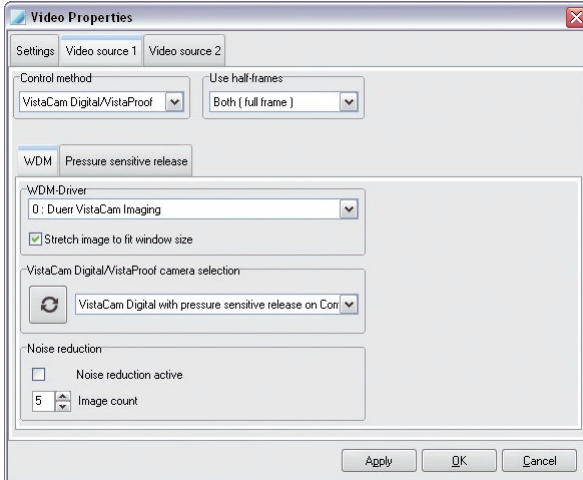 Video Properties
Settings Video source 1 Video source 2
Control method Use half-frames
VistaCam Digital/VistaProof Both ( full frame )
WDM Pressure sensitive release
WDM-Driver
0 : Duerr VistaCam Imaging
Stretch image to fit window size
VistaCam Digital/VistaProof camera selection
VistaCam Digital with pressure sensitive release on Com
Noise reduction
Noise reduction active
5 Image count
Apply OK Cancel